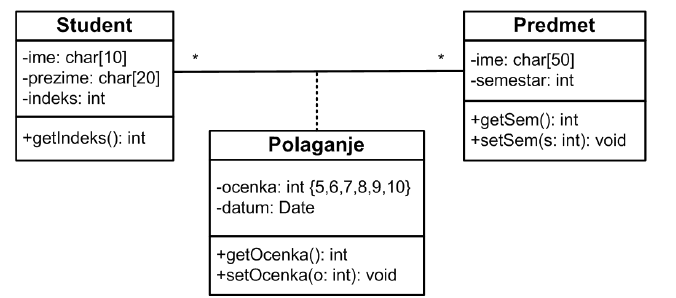 Student
-ime: char[10]
-prezime: char[20]
-indeks: int
+getIndeks(): int
*
*
Predmet
-ime: char[50]
-semestar: int
+getSem(): int
+setSem(s: int): void
Polaganje
-ocenka: int {5,6,7,8,9,10}
-datum: Date
+getOcenka(): int
+setOcenka(o: int): void